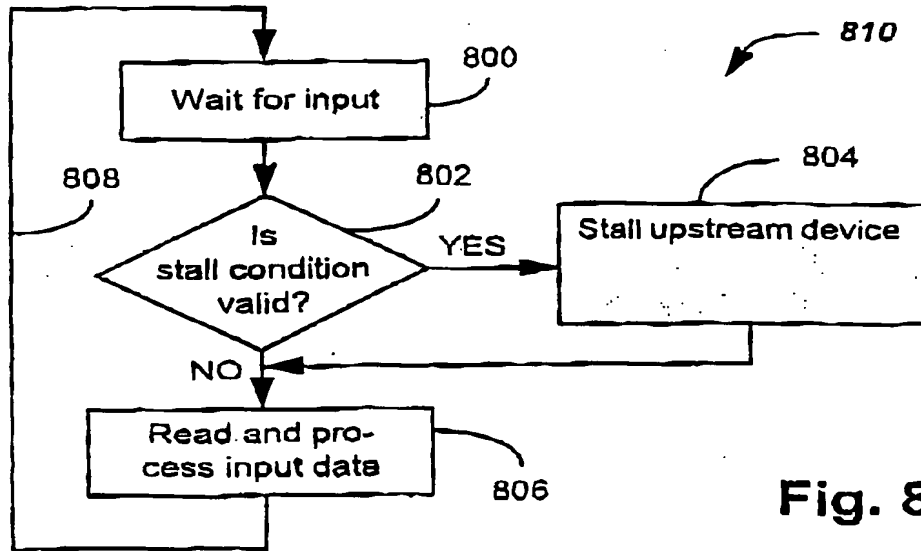 810
800
Wait for input
808
802
804
Is
stall condition
valid?
YES
Stall upstream device
NO
Read and pro-
cess input data
806
Fig. 8